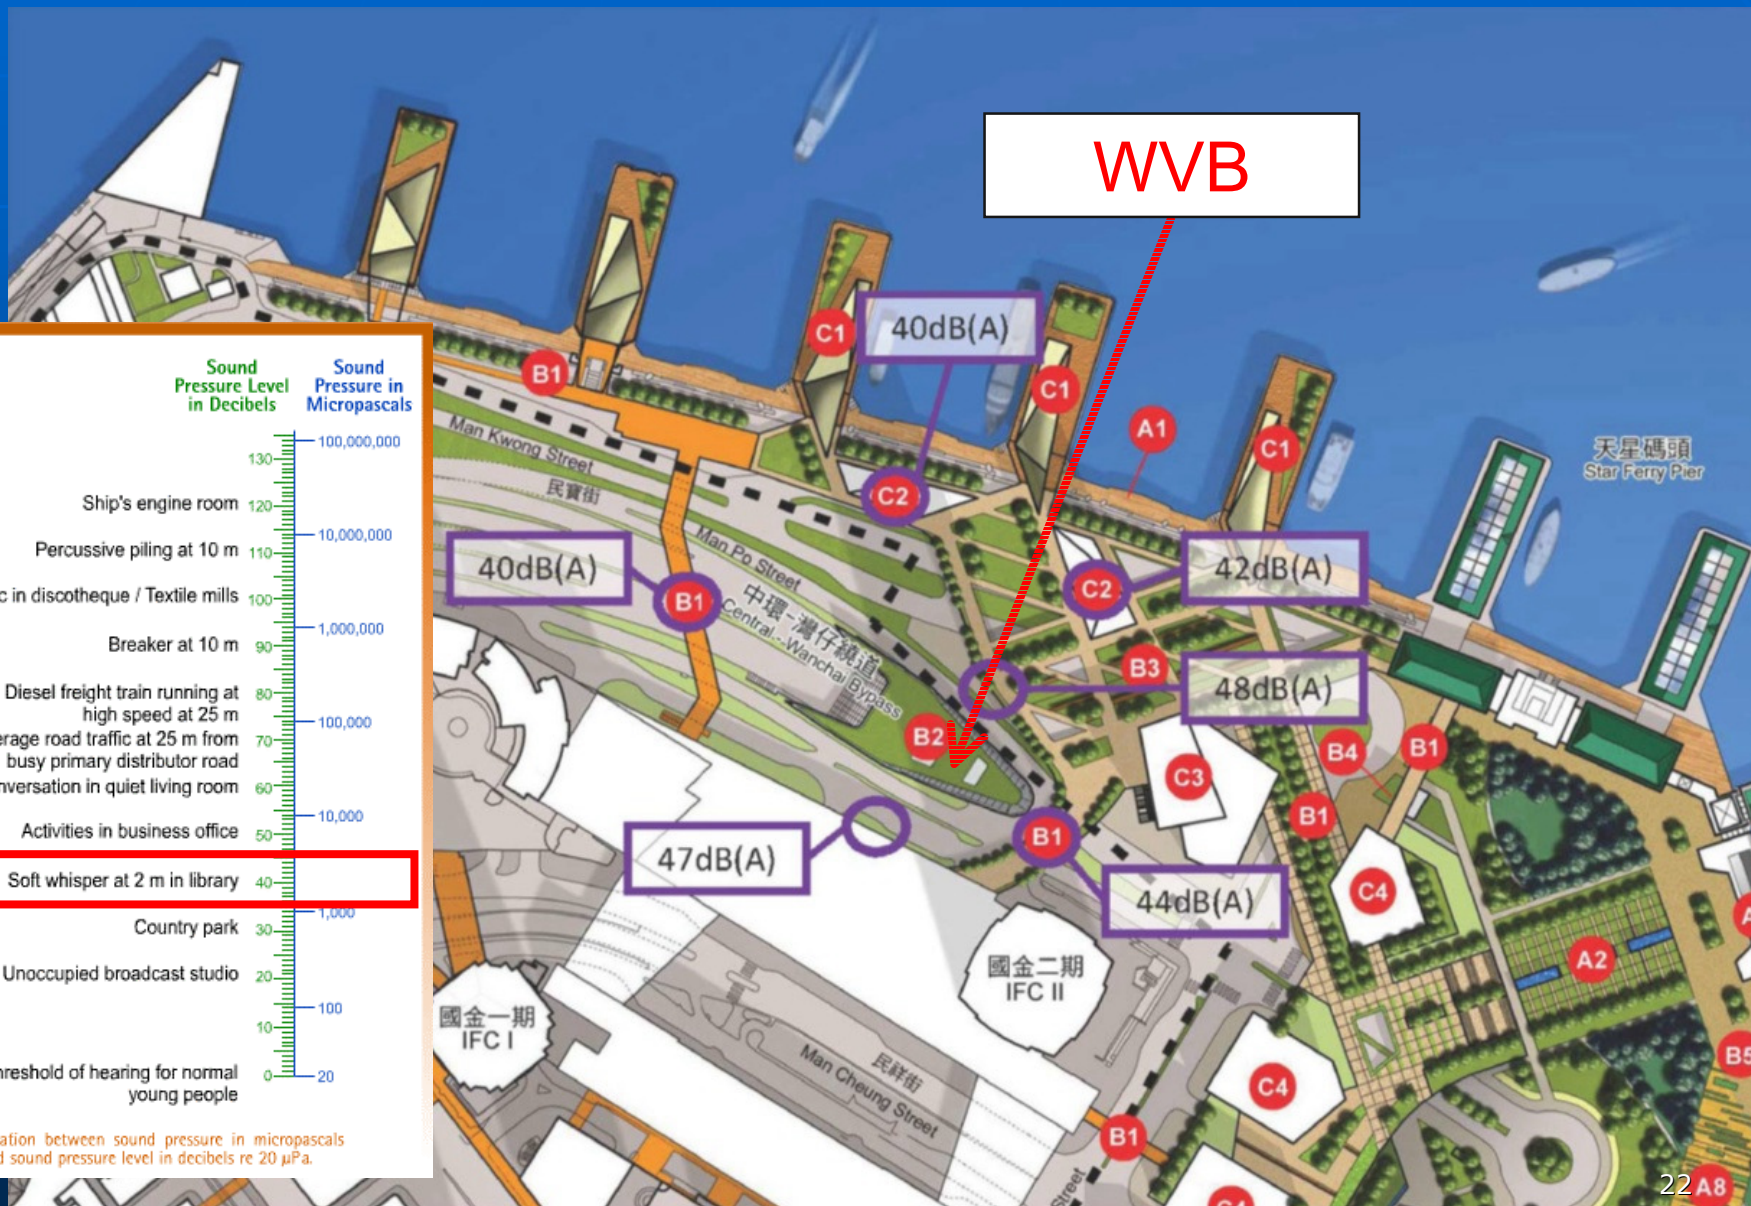 WVB
40dB(A)
C1
B1
C1
A1
C1
天星碼頭
Star Ferry Pier
Man Kwong Street
民寶街
C2
Man Po Street
40dB(A)
B1
中環-灣仔繞道
Central - Wanchai Bypass
C2
42dB(A)
B3
48dB(A)
B2
B4
B1
C3
B1
47dB(A)
B1
44dB(A)
C4
國金二期
IFC II
A2
國金一期
IFC I
民祥街
Man Cheung Street
C4
B5
B1
Street
A8
22
Sound
Pressure Level
in Decibels
Sound
Pressure in
Micropascals
100,000,000
130
Ship's engine room 120
10,000,000
Percussive piling at 10 m 110
in discotheque / Textile mills 100
1,000,000
Breaker at 10 m 90
Diesel freight train running at 80
high speed at 25 m
100,000
road traffic at 25 m from 70
busy primary distributor road
in quiet living room 60
10,000
Activities in business office 50
Soft whisper at 2 m in library 40
1,000
Country park 30
Unoccupied broadcast studio 20
100
10
of hearing for normal 0 20
young people
between sound pressure in micropascals
sound pressure level in decibels re 20 µPa.